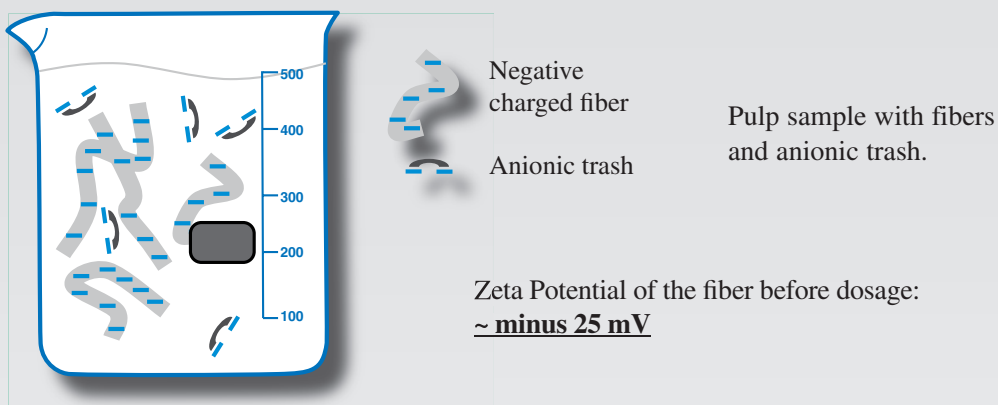 500
400
300
200
100
Negative
charged fiber
Anionic trash
Pulp sample with fibers
and anionic trash.
Zeta Potential of the fiber before dosage:
~ minus 25 mV